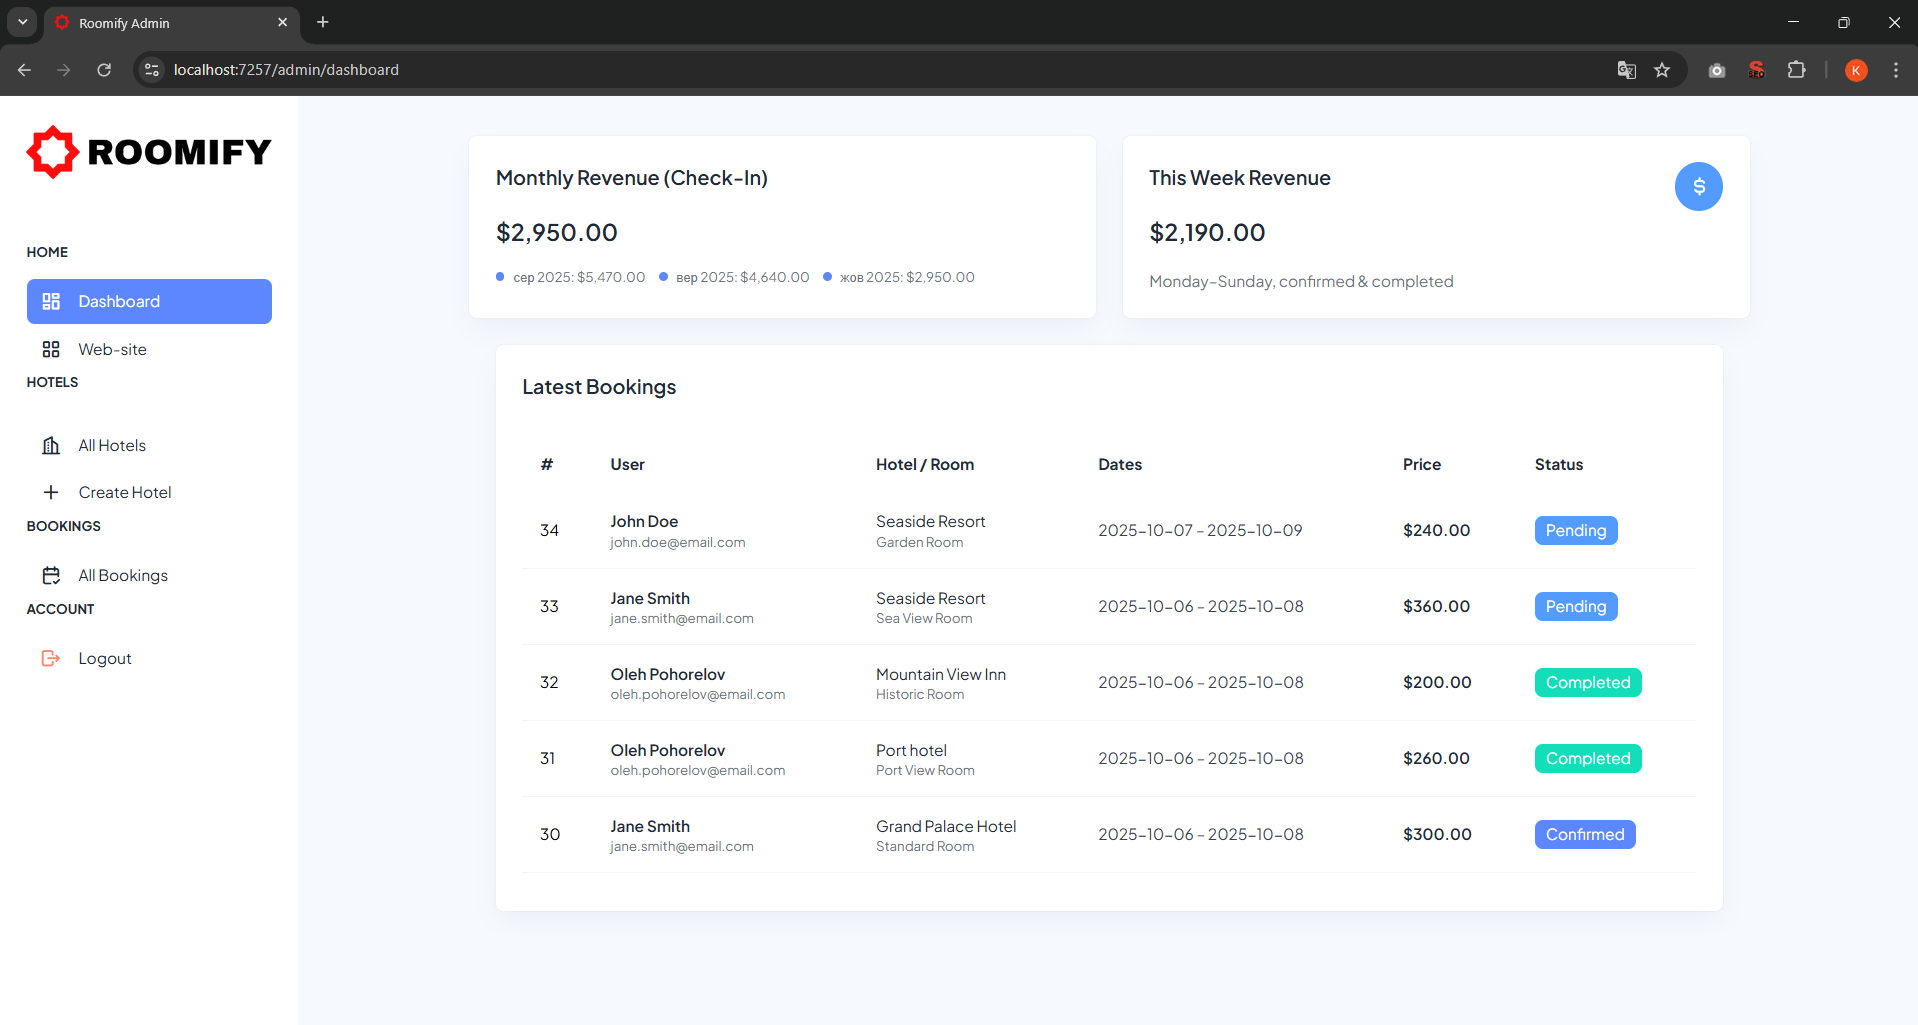 Roomify Admin
localhost:7257/admin/dashboard
K
ROOMIFY
HOME
Dashboard
Web-site
HOTELS
All Hotels
Create Hotel
BOOKINGS
All Bookings
ACCOUNT
Logout
Monthly Revenue (Check-In)
$2,950.00
сер 2025: $5,470.00 вер 2025: $4,640.00 жов 2025: $2,950.00
This Week Revenue
$
$2,190.00
Monday-Sunday, confirmed & completed
Latest Bookings
# User Hotel / Room Dates Price Status
34 John Doe Seaside Resort 2025-10-07 - 2025-10-09 $240.00 Pending
john.doe@email.com Garden Room
33 Jane Smith Seaside Resort 2025-10-06 - 2025-10-08 $360.00 Pending
jane.smith@email.com Sea View Room
32 Oleh Pohorelov Mountain View Inn 2025-10-06 - 2025-10-08 $200.00 Completed
oleh.pohorelov@email.com Historic Room
31 Oleh Pohorelov Port hotel 2025-10-06 - 2025-10-08 $260.00 Completed
oleh.pohorelov@email.com Port View Room
30 Jane Smith Grand Palace Hotel 2025-10-06 - 2025-10-08 $300.00 Confirmed
jane.smith@email.com Standard Room